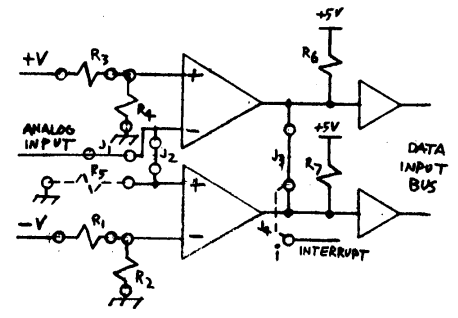 +5V
+V
R3
R6
+
R4
-
ANALOG
INPUT
J1
J2
J3
+5V
R7
DATA
INPUT
BUS
R5
+
-V
R1
-
J4
i
INTERRUPT
R2